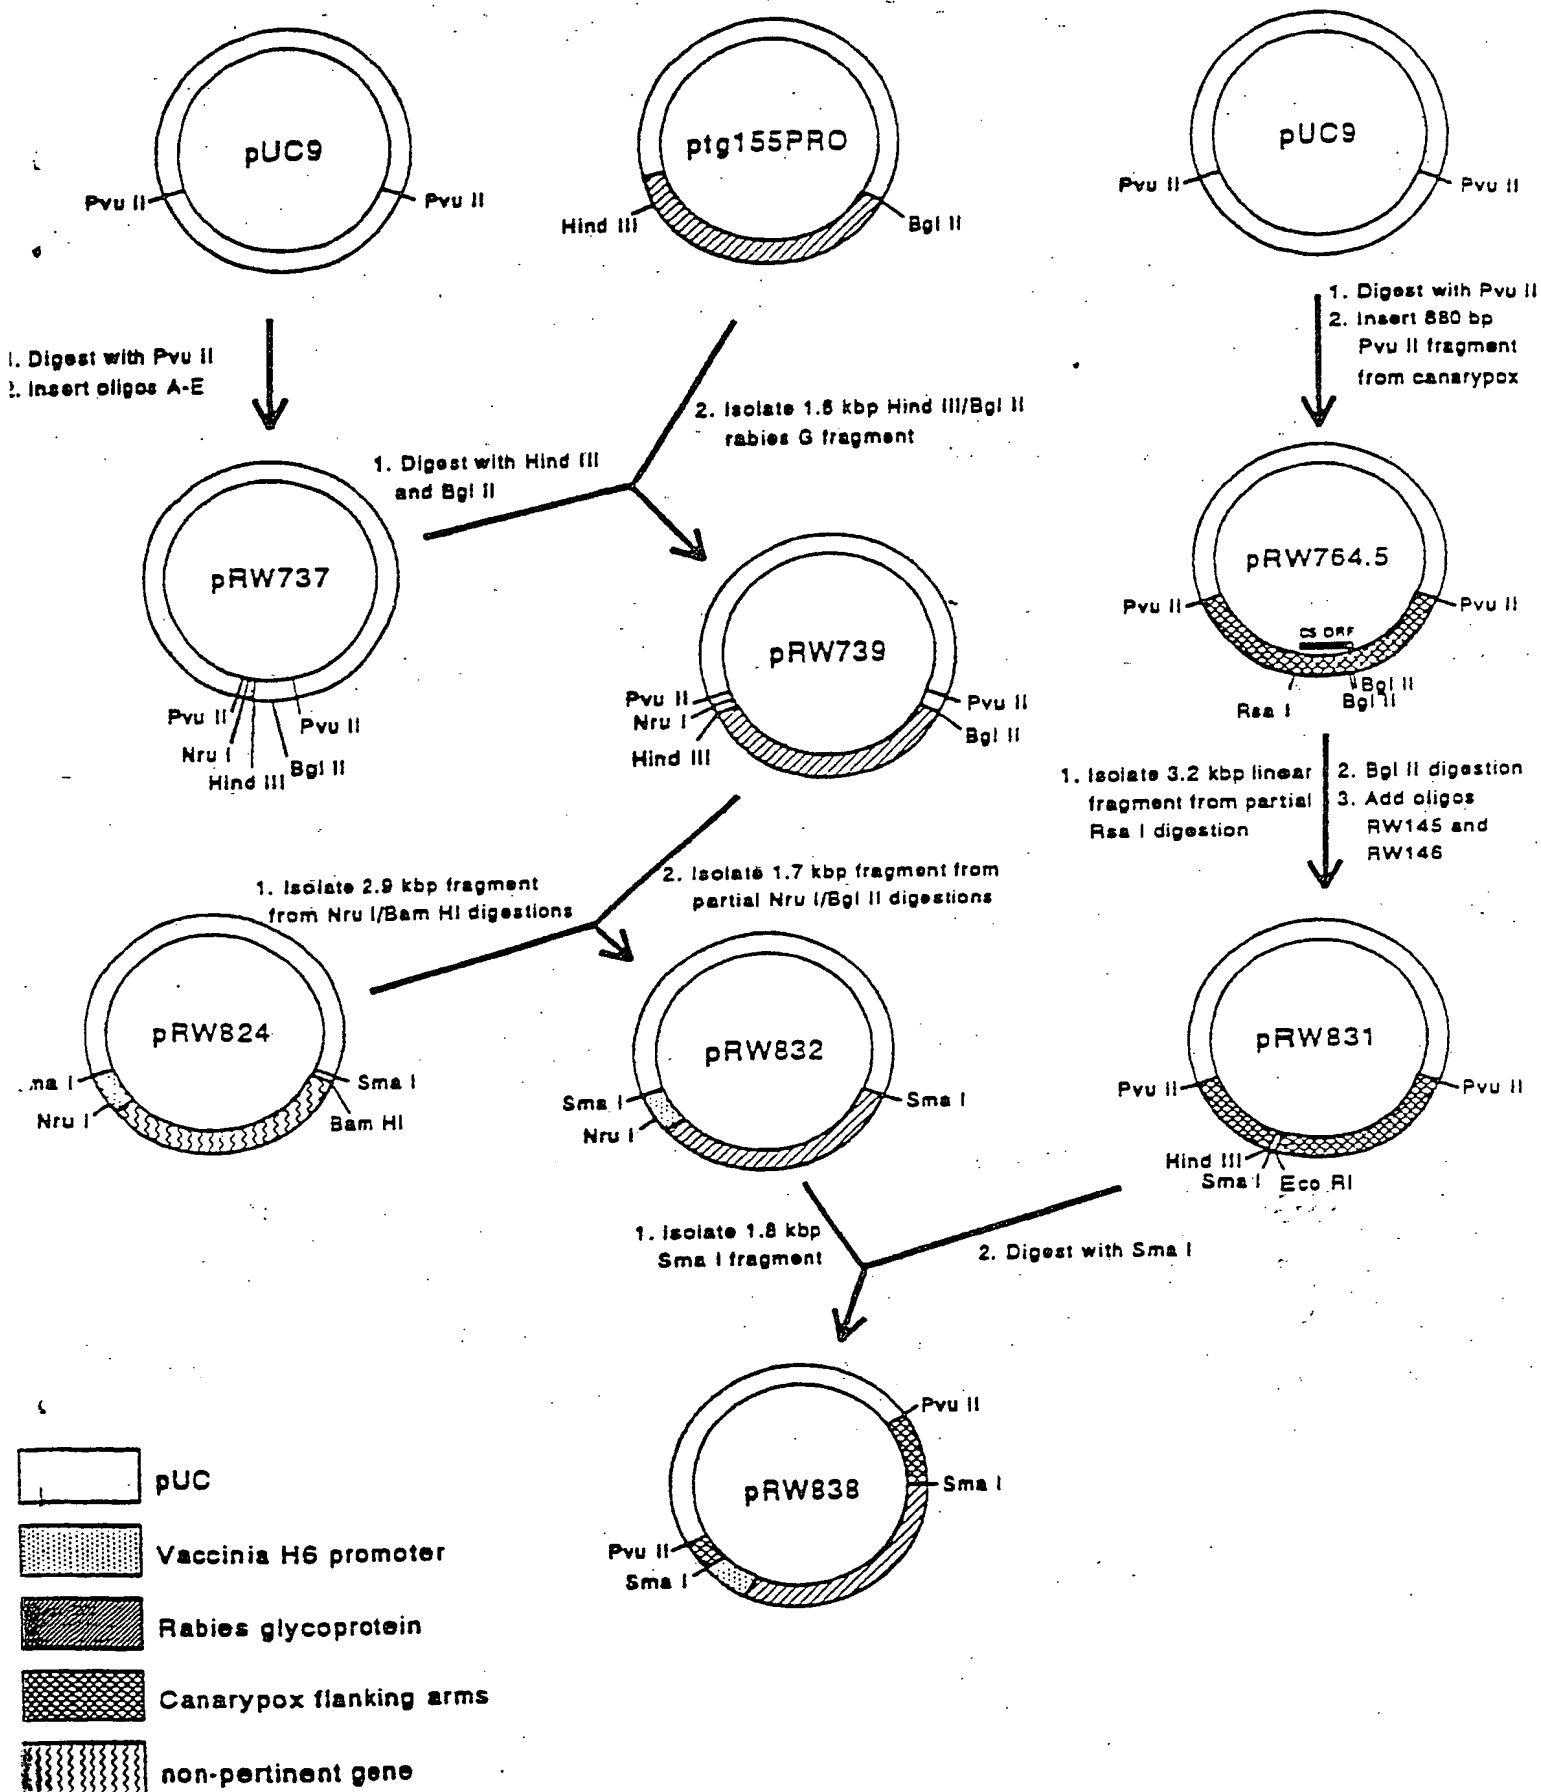 pUC9
Pvu II
Pvu II
ptg155PRO
Hind III
Bgl II
pUC9
Pvu II
Pvu II
1. Digest with Pvu II
2. Insert 880 bp
Pvu II fragment
from canarypox
. Digest with Pvu II
. Insert oligos A-E
2. Isolate 1.6 kbp Hind III/Bgl II
rabies G fragment
1. Digest with Hind III
and Bgl II
pRW737
Pvu II
Nru I
Hind III
Bgl II
Pvu II
pRW739
Pvu II
Nru I
Hind III
Pvu II
Bgl II
pRW764.5
Pvu II
Pvu II
CS ORF
Rsa I
Bgl II
Bgl II
1. Isolate 3.2 kbp linear
fragment from partial
Rsa I digestion
2. Bgl II digestion
3. Add oligos
RW145 and
RW146
1. Isolate 2.9 kbp fragment
from Nru I/Bam HI digestions
2. Isolate 1.7 kbp fragment from
partial Nru I/Bgl II digestions
pRW824
ma I
Nru I
Sma I
Bam HI
pRW832
Sma I
Nru I
Sma I
pRW831
Pvu II
Pvu II
Hind III
Sma I
Eco RI
1. Isolate 1.8 kbp
Sma I fragment
2. Digest with Sma I
pRW838
Pvu II
Sma I
Pvu II
Sma I
pUC
Vaccinia H6 promoter
Rabies glycoprotein
Canarypox flanking arms
non-pertinent gene